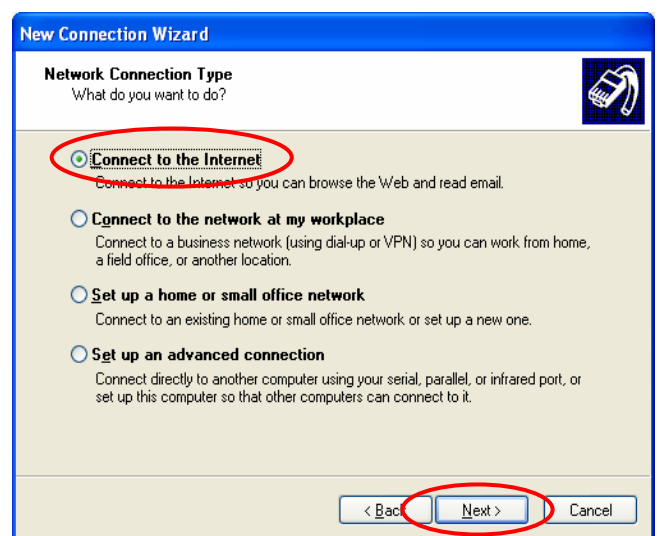 New Connection Wizard
Network Connection Type
What do you want to do?
Connect to the Internet
Connect to the Internet so you can browse the Web and read email.
Connect to the network at my workplace
Connect to a business network (using dial-up or VPN) so you can work from home,
a field office, or another location.
Set up a home or small office network
Connect to an existing home or small office network or set up a new one.
Set up an advanced connection
Connect directly to another computer using your serial, parallel, or infrared port, or
set up this computer so that other computers can connect to it.
< Back Next > Cancel